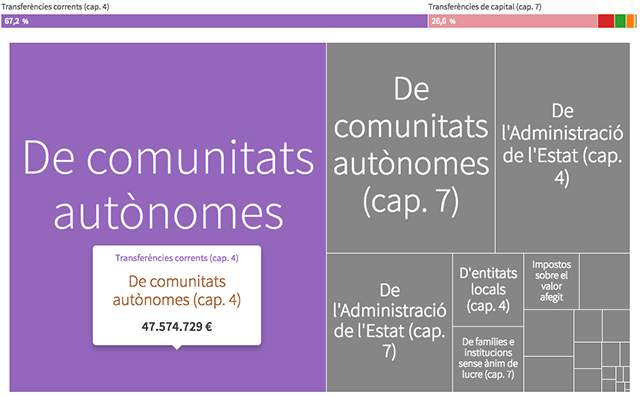 Transferències corrents (cap. 4)
Transferències de capital (cap. 7)
67,2 %
26,6 %
De comunitats
autònomes
Transferències corrents (cap. 4)
De comunitats
autònomes (cap. 4)
47.574.729 €
De
comunitats
autònomes
(cap. 7)
De
l'Administració
de l'Estat (cap.
4)
De
l'Administració
de l'Estat (cap.
7)
D'entitats
locals
(cap. 4)
De famílies e
institucions
sense ànim de
lucre (cap. 7)
Impostos
sobre el
valor
afegit